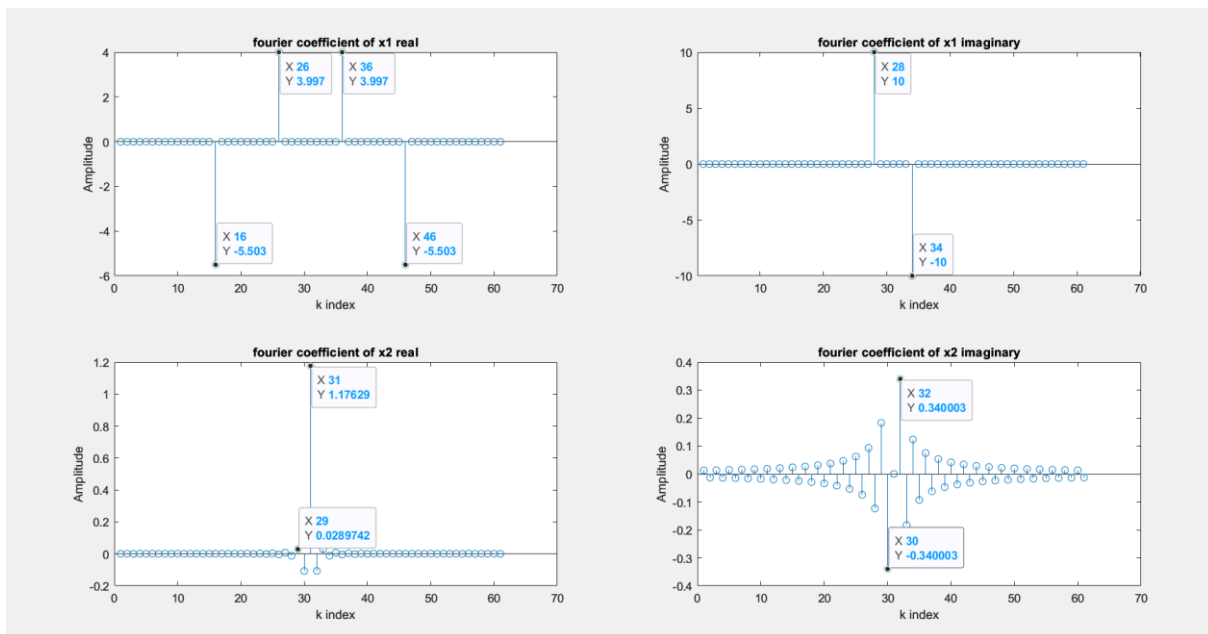 fourier coefficient of x1 real
4
2
0
-2
-4
-6
Amplitude
X 26
Y 3.997
X 36
Y 3.997
X 16
Y -5.503
X 46
Y -5.503
0 10 20 30 40 50 60 70
k index
fourier coefficient of x1 imaginary
10
5
0
-5
-10
Amplitude
X 28
Y 10
X 34
Y -10
0 10 20 30 40 50 60 70
k index
fourier coefficient of x2 real
1.2
1
0.8
0.6
0.4
0.2
0
-0.2
Amplitude
X 31
Y 1.17629
X 29
Y 0.0289742
0 10 20 30 40 50 60 70
k index
fourier coefficient of x2 imaginary
0.4
0.3
0.2
0.1
0
-0.1
-0.2
-0.3
-0.4
Amplitude
X 32
Y 0.340003
X 30
Y -0.340003
0 10 20 30 40 50 60 70
k index